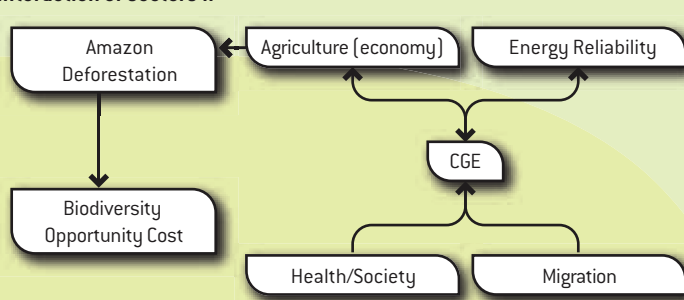 Amazon
Deforestation
Agriculture (economy)
Energy Reliability
CGE
Biodiversity
Opportunity Cost
Health/Society
Migration